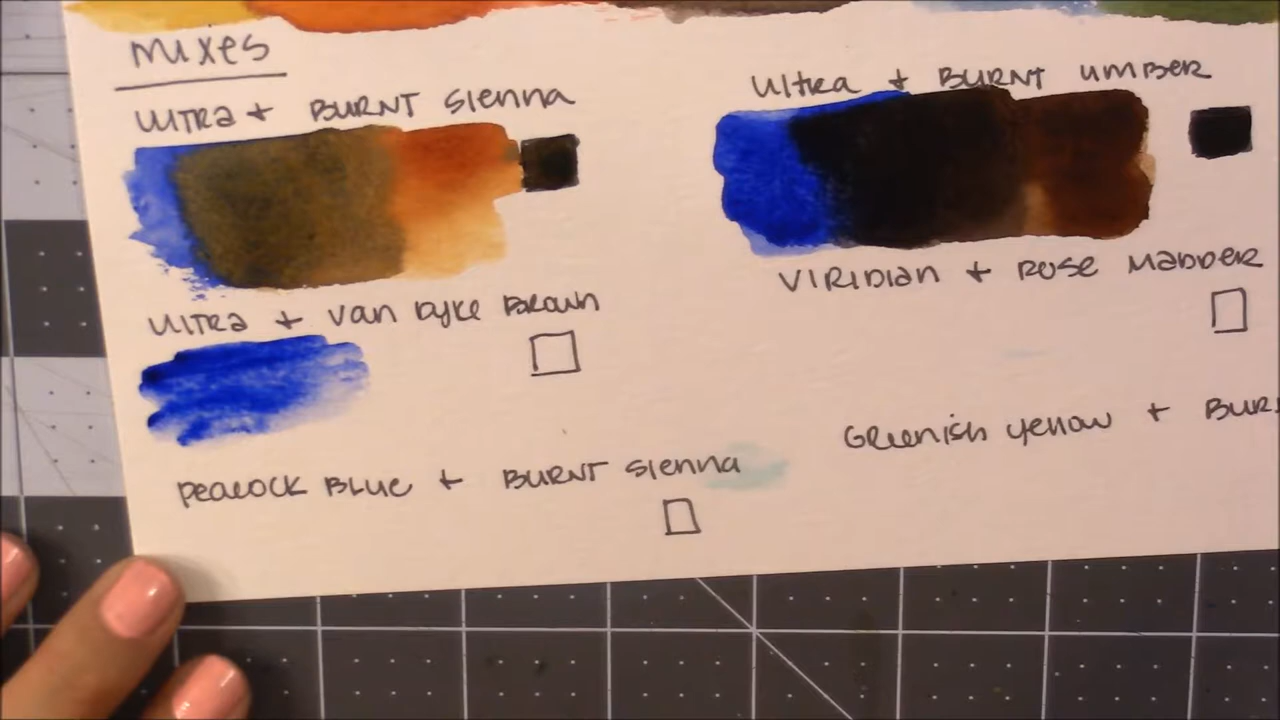 mixes
Ultra + Burnt Sienna
Ultra + Burnt Umber
Ultra + Van Dyke Brown
Viridian + Rose Madder
Peacock Blue + Burnt Sienna
Greenish Yellow + Bur